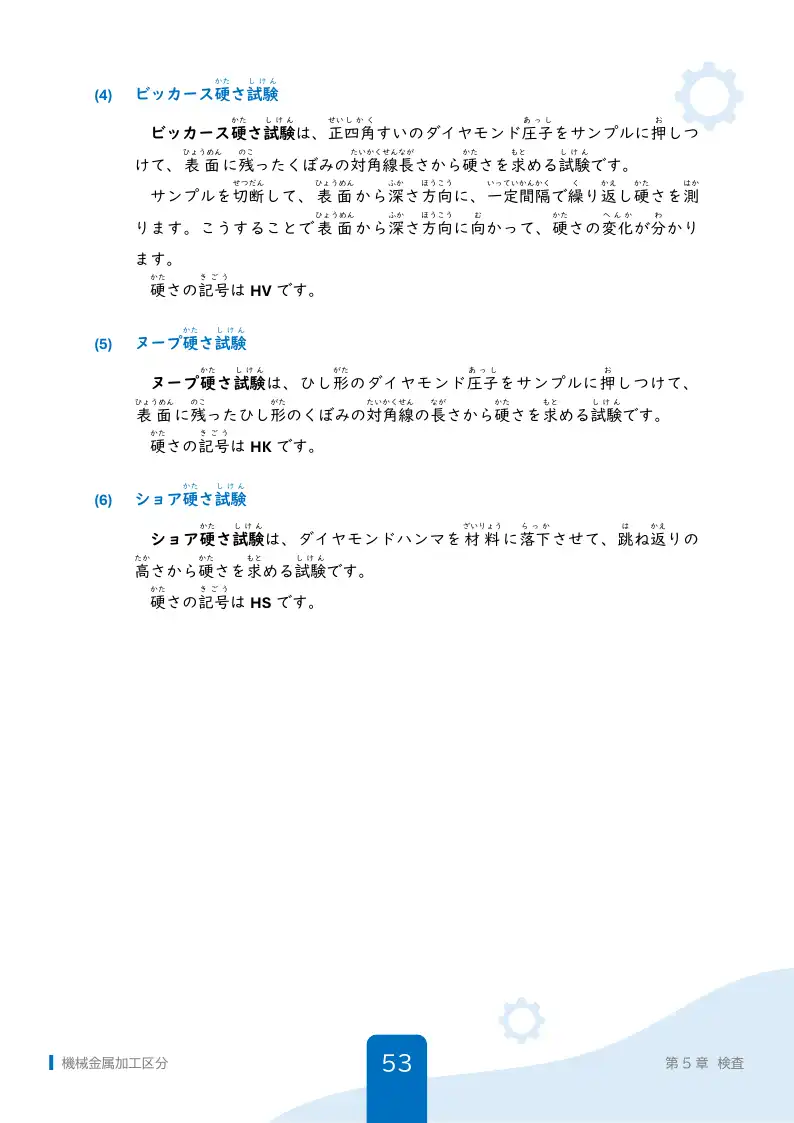 (4) ビッカース硬さ試験
ビッカース硬さ試験は、正四角すいのダイヤモンド圧子をサンプルに押しつ
けて、表面に残ったくぼみの対角線長さから硬さを求める試験です。
サンプルを切断して、表面から深さ方向に、一定間隔で繰り返し硬さを測
ります。こうすることで表面から深さ方向に向かって、硬さの変化が分かり
ます。
硬さの記号は HV です。
(5) ヌープ硬さ試験
ヌープ硬さ試験は、ひし形のダイヤモンド圧子をサンプルに押しつけて、
表面に残ったひし形のくぼみの対角線の長さから硬さを求める試験です。
硬さの記号は HK です。
(6) ショア硬さ試験
ショア硬さ試験は、ダイヤモンドハンマを材料に落下させて、跳ね返りの
高さから硬さを求める試験です。
硬さの記号は HS です。
機械金属加工区分
53
第 5 章 検査